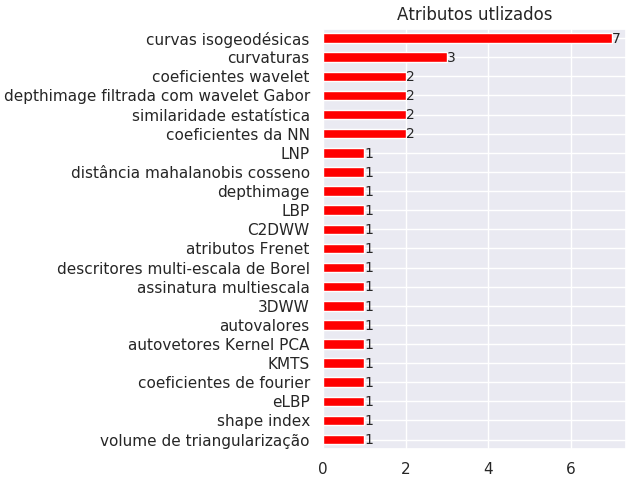 Atributos utlizados
curvas isogeodésicas 7
curvaturas 3
coeficientes wavelet 2
depthimage filtrada com wavelet Gabor 2
similaridade estatística 2
coeficientes da NN 2
LNP 1
distância mahalanobis cosseno 1
depthimage 1
LBP 1
C2DWW 1
atributos Frenet 1
descritores multi-escala de Borel 1
assinatura multiescala 1
3DWW 1
autovalores 1
autovetores Kernel PCA 1
KMTS 1
coeficientes de fourier 1
eLBP 1
shape index 1
volume de triangularização 1
0 2 4 6